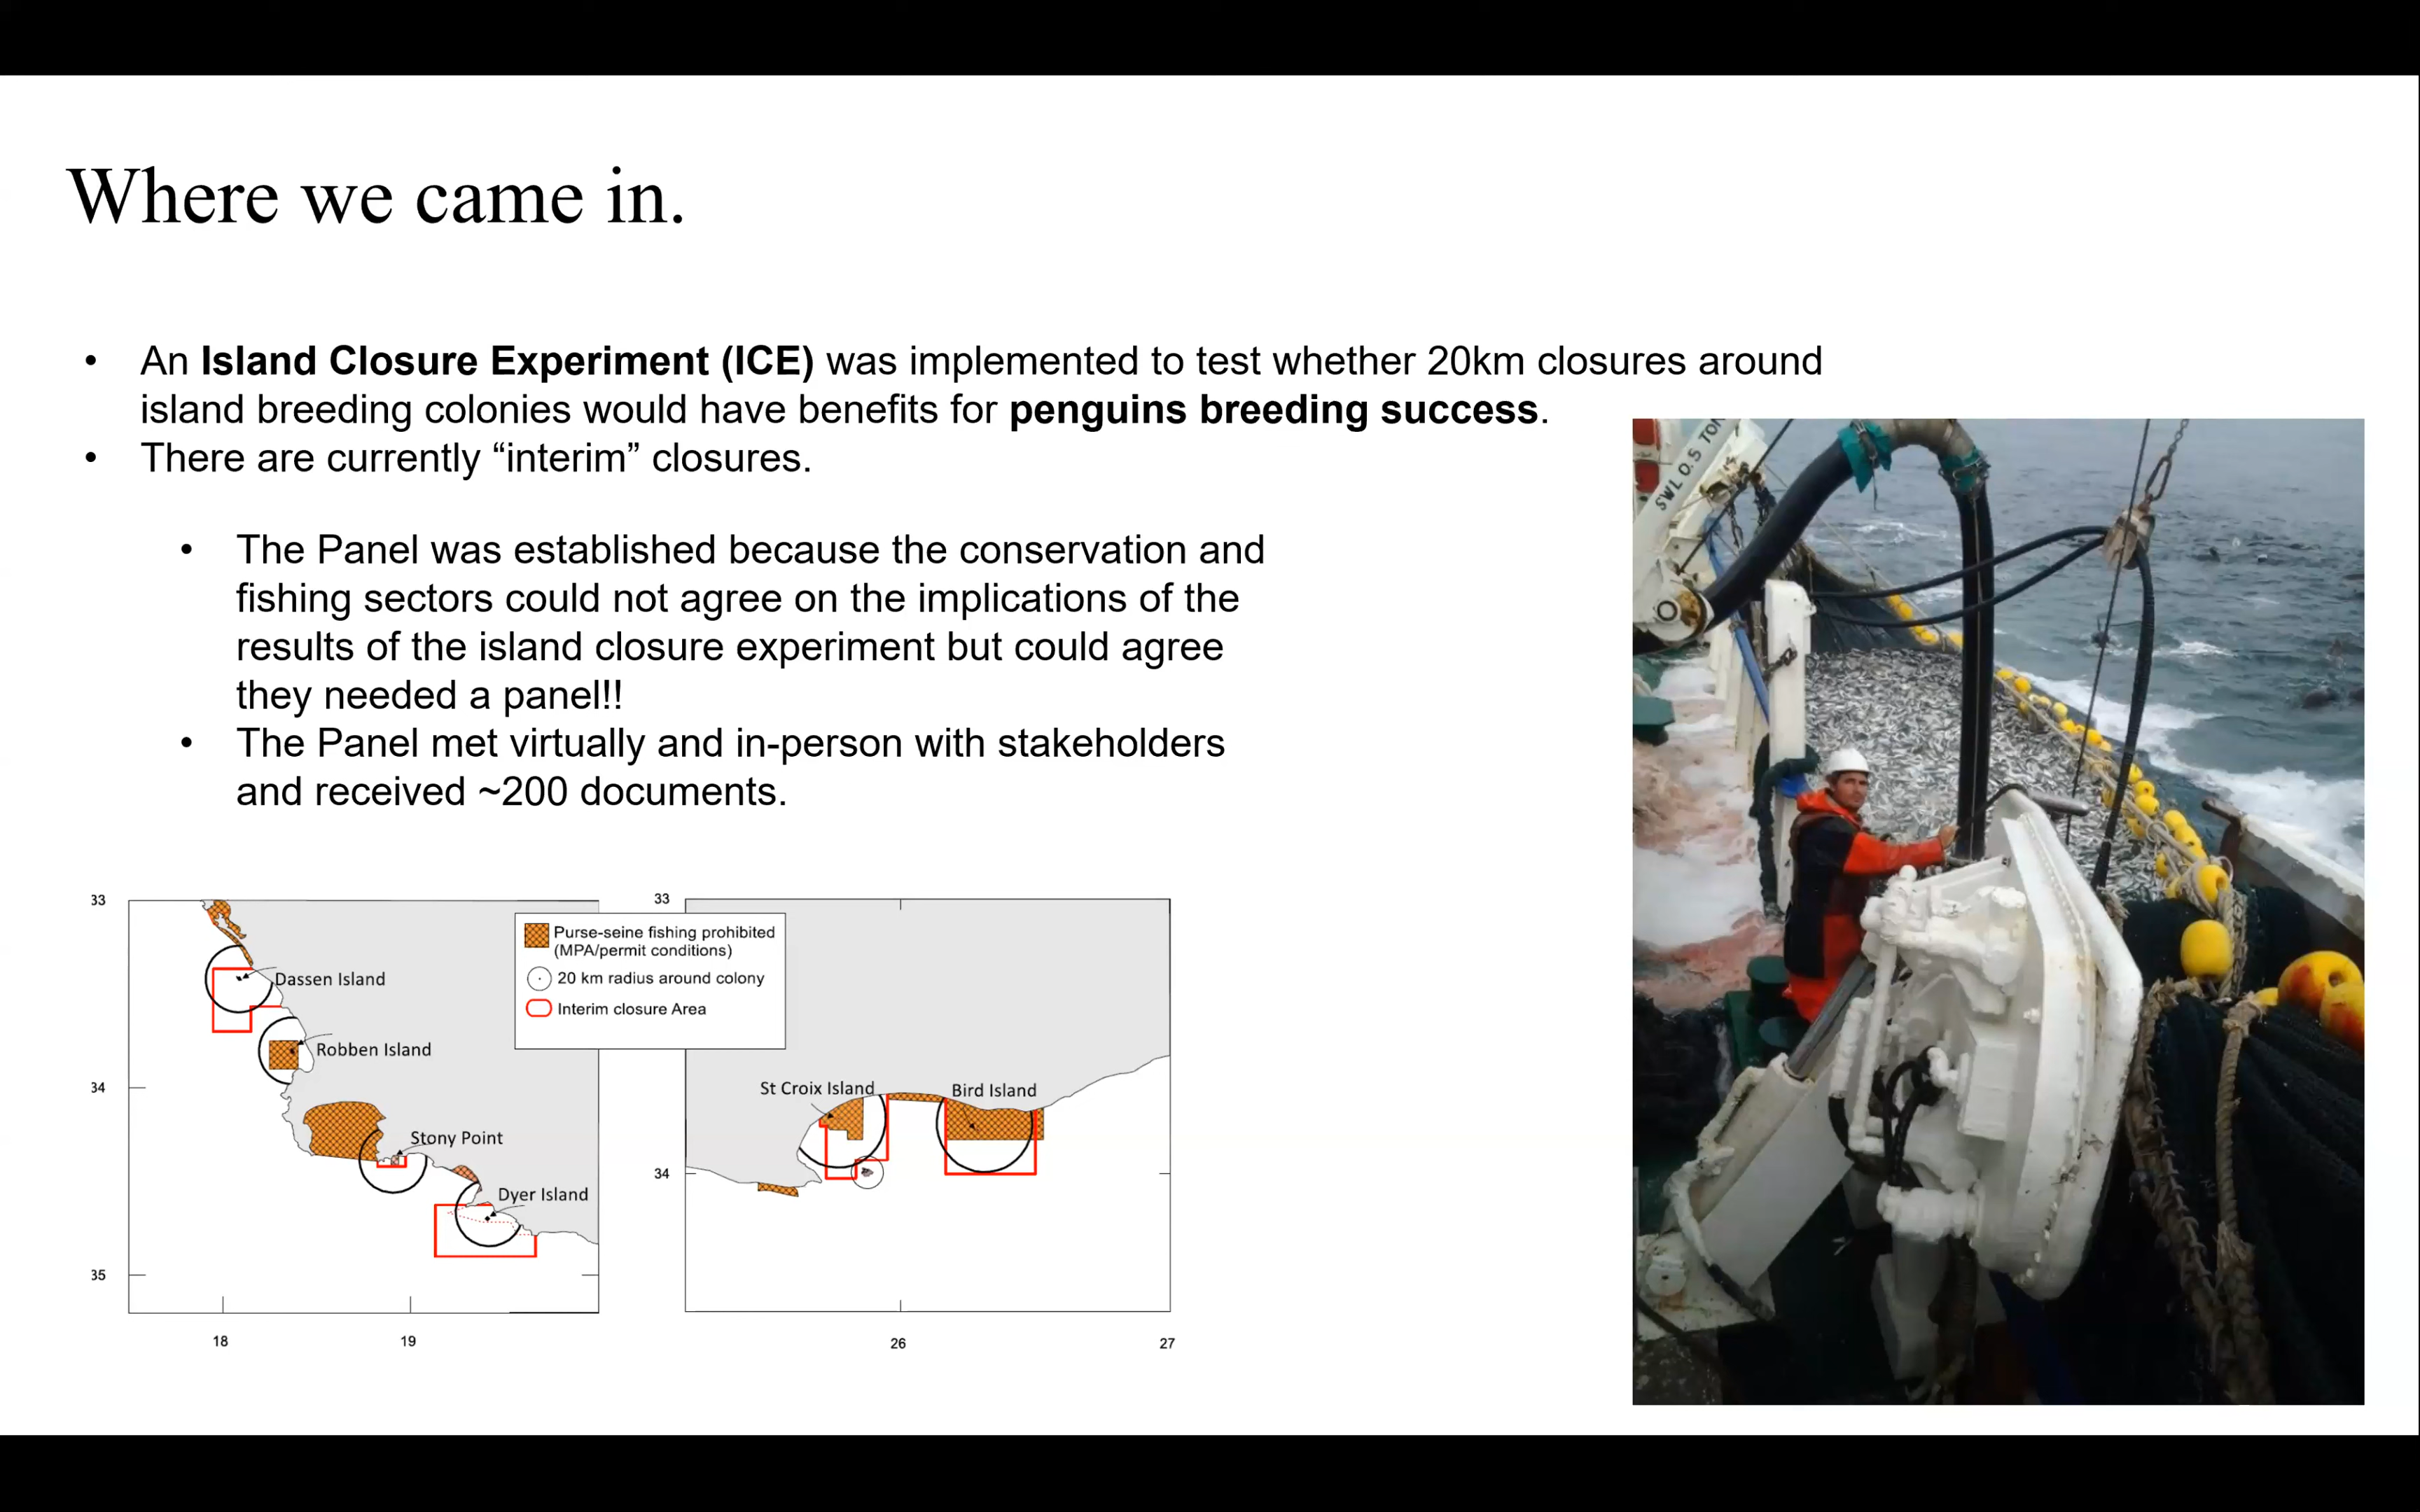 Where we came in.
• An Island Closure Experiment (ICE) was implemented to test whether 20km closures around
island breeding colonies would have benefits for penguins breeding success.
• There are currently “interim” closures.
• The Panel was established because the conservation and
fishing sectors could not agree on the implications of the
results of the island closure experiment but could agree
they needed a panel!!
• The Panel met virtually and in-person with stakeholders
and received ~200 documents.
SWL 0.5 TON
33
34
35
18
19
Dassen Island
Robben Island
Stony Point
Dyer Island
Purse-seine fishing prohibited
(MPA/permit conditions)
20 km radius around colony
Interim closure Area
33
34
26
27
St Croix Island
Bird Island